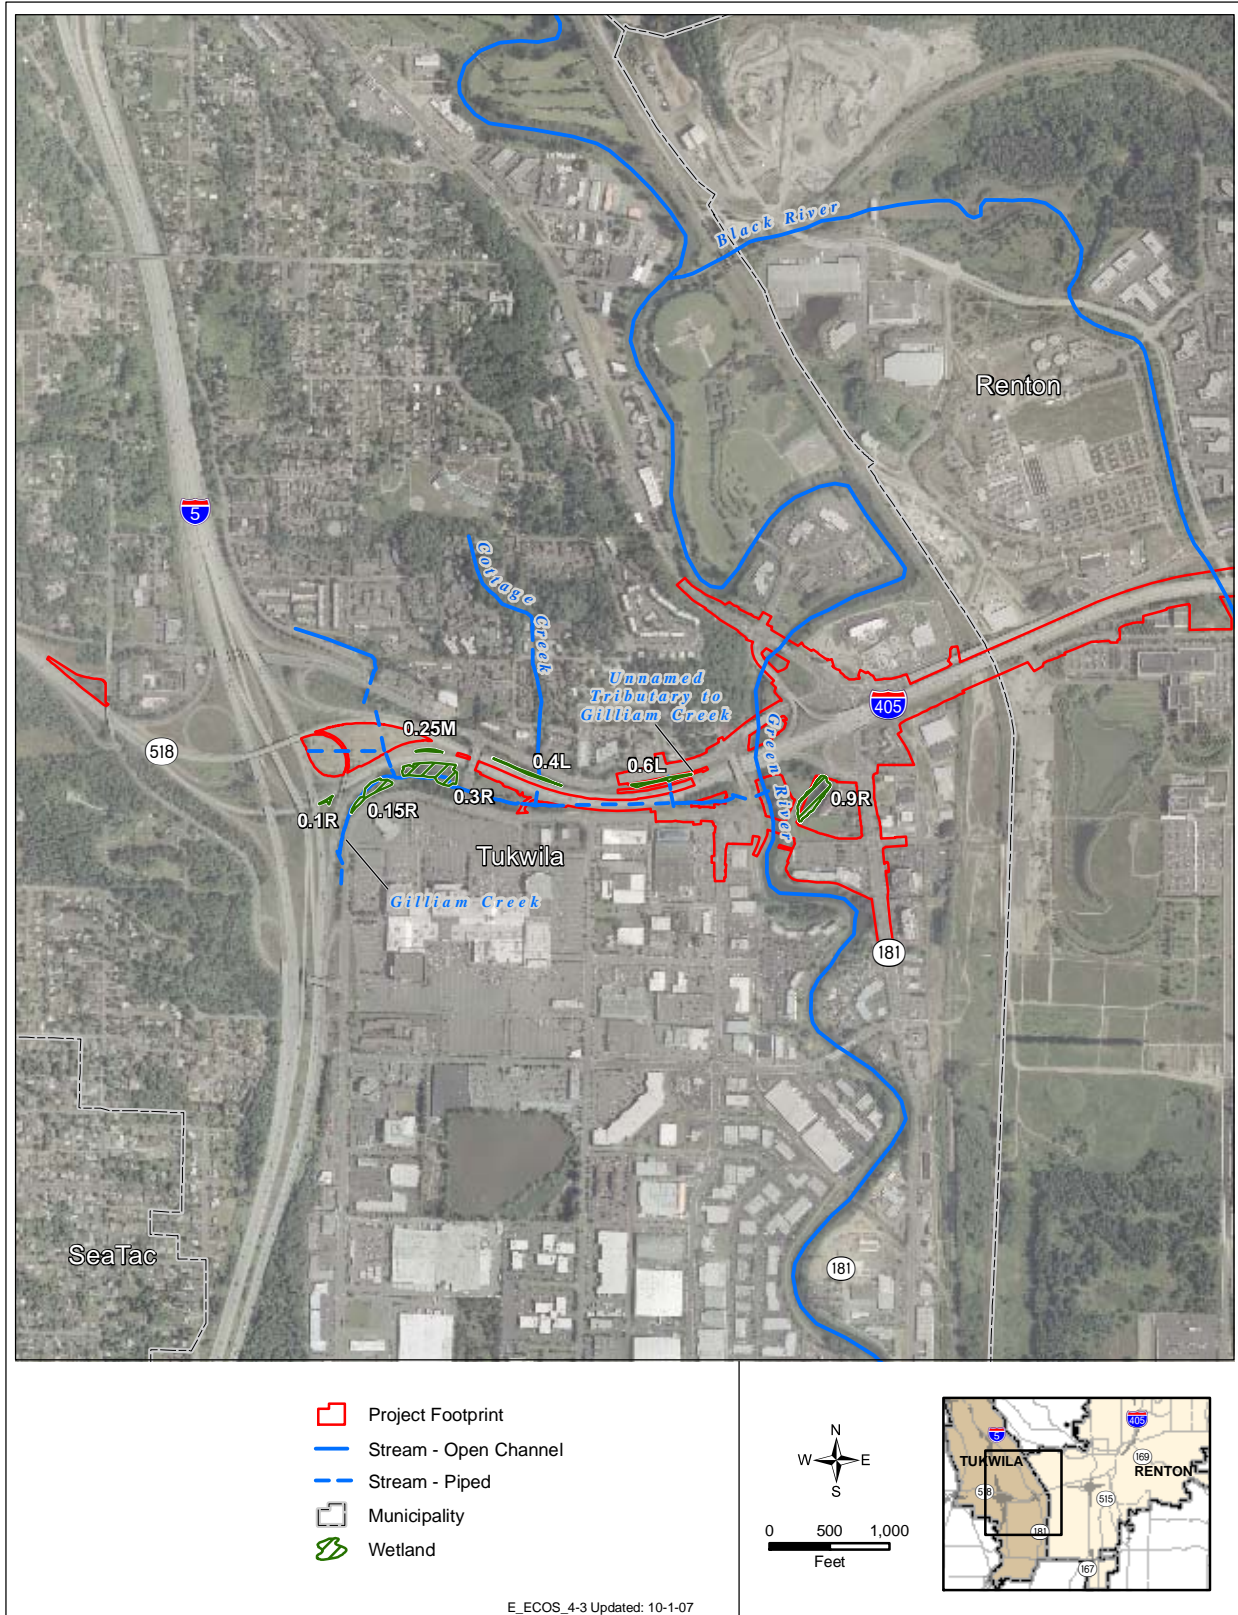 Black River
Renton
5
Cottage Creek
Unnamed
Tributary to
Gilliam Creek
405
518
0.25M
0.4L
0.6L
Green River
0.1R
0.15R
0.3R
0.9R
Tukwila
Gilliam Creek
181
SeaTac
181
Project Footprint
Stream - Open Channel
Stream - Piped
Municipality
Wetland
N
W
E
S
0 500 1,000
Feet
5
405
TUKWILA
169
RENTON
518
515
181
167
E_ECOS_4-3 Updated: 10-1-07